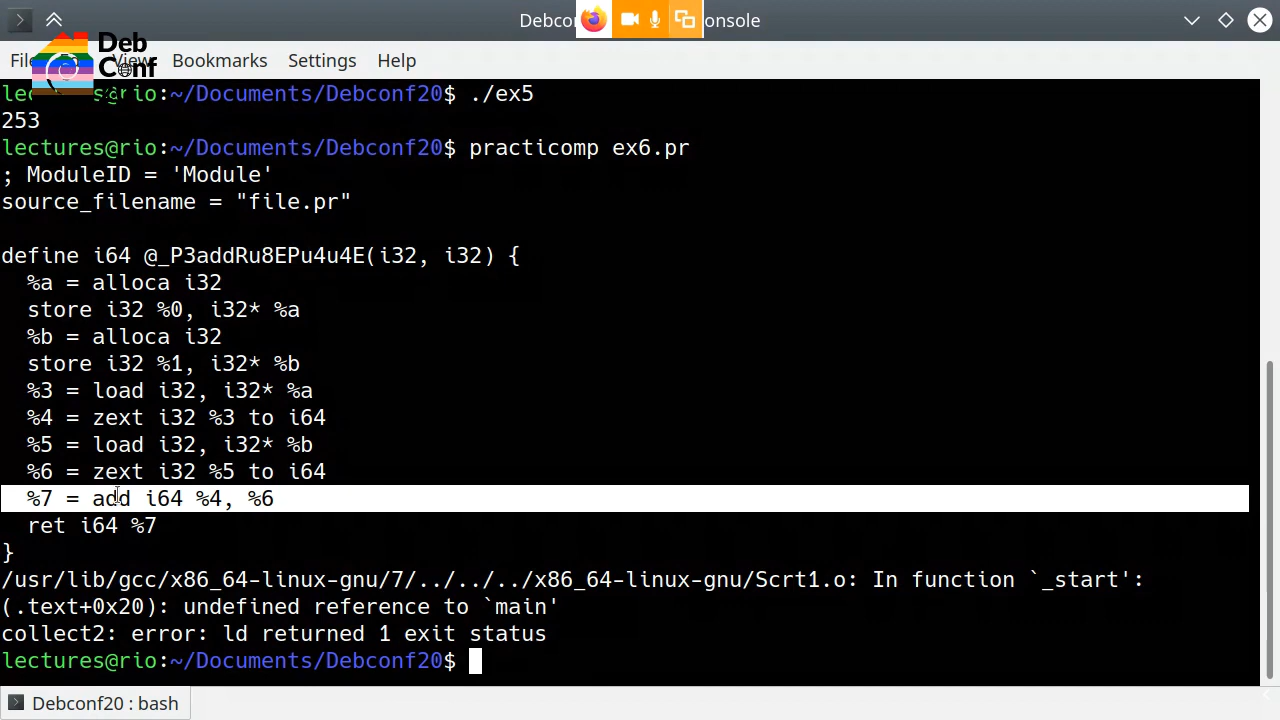 Debco onsole
Deb
Conf
Fil View Bookmarks Settings Help
lec s@rio:~/Documents/Debconf20$ ./ex5
253
lectures@rio:~/Documents/Debconf20$ practicomp ex6.pr
; ModuleID = 'Module'
source_filename = "file.pr"
define i64 @_P3addRu8EPu4u4E(i32, i32) {
%a = alloca i32
store i32 %0, i32* %a
%b = alloca i32
store i32 %1, i32* %b
%3 = load i32, i32* %a
%4 = zext i32 %3 to i64
%5 = load i32, i32* %b
%6 = zext i32 %5 to i64
%7 = add i64 %4, %6
ret i64 %7
}
/usr/lib/gcc/x86_64-linux-gnu/7/../../../x86_64-linux-gnu/Scrt1.o: In function `_start':
(.text+0x20): undefined reference to `main'
collect2: error: ld returned 1 exit status
lectures@rio:~/Documents/Debconf20$
Debconf20 : bash